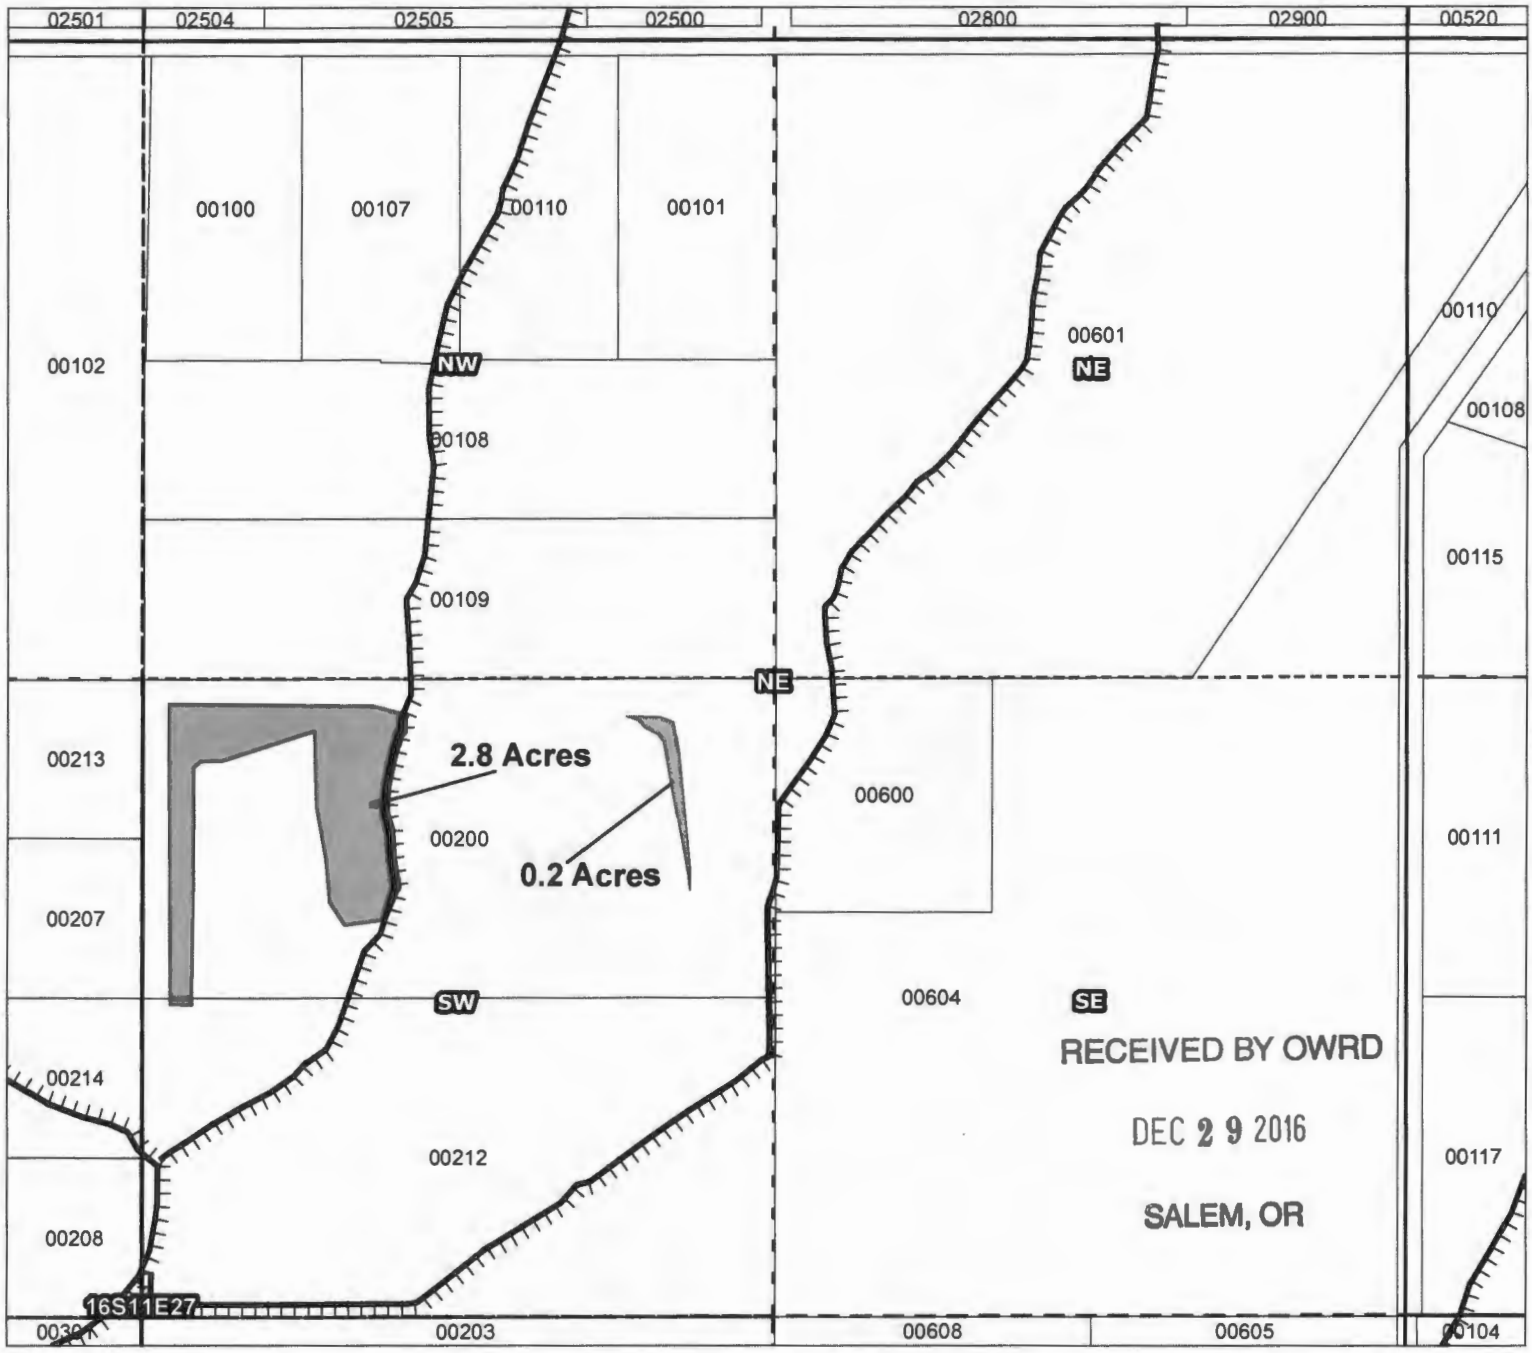 02501 02504 02505 02500 02800 02900 00520
00100 00107 00110 00101
00110
00601
00102 NW NE
00108
00108
00115
00109
NE
2.8 Acres
00213
00600
00200 00111
0.2 Acres
00207
SW 00604 SE
RECEIVED BY OWRD
00214
DEC 29 2016
00212 00117
SALEM, OR
00208
16S11E27
00203 00608 00605 00104